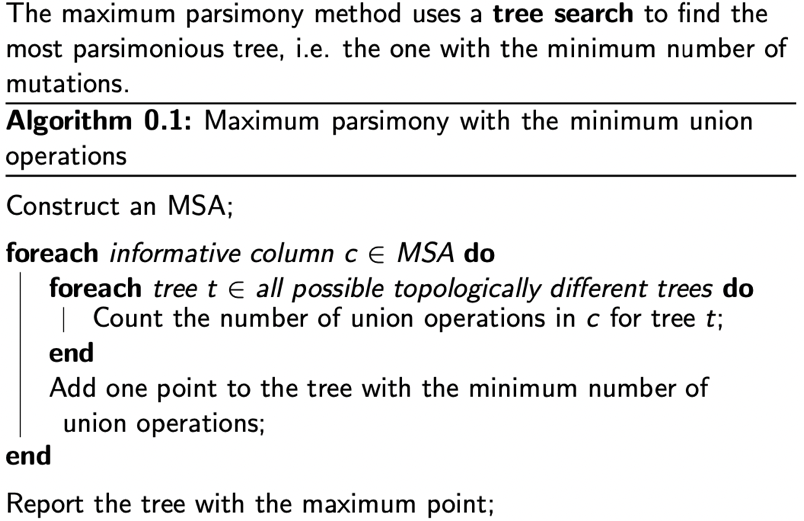 The maximum parsimony method uses a tree search to find the
most parsimonious tree, i.e. the one with the minimum number of
mutations.
Algorithm 0.1: Maximum parsimony with the minimum union
operations
Construct an MSA;
foreach informative column c ∈ MSA do
foreach tree t ∈ all possible topologically different trees do
Count the number of union operations in c for tree t;
end
Add one point to the tree with the minimum number of
union operations;
end
Report the tree with the maximum point;